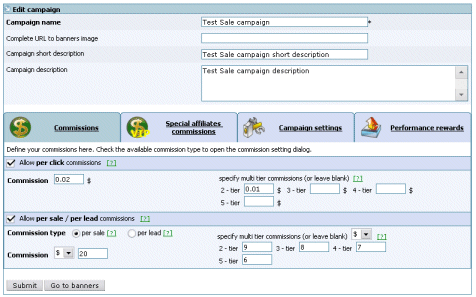 Edit campaign
Campaign name Test Sale campaign *
Complete URL to banners image
Campaign short description Test Sale campaign short description
Campaign description Test Sale campaign description
Commissions Special affiliates commissions Campaign settings Performance rewards
Define your commissions here. Check the available commission type to open the commission setting dialog.
Allow per click commissions [?]
Commission 0.02 $ specify multi tier commissions (or leave blank) [?]
2 - tier 0.01 $ 3 - tier $ 4 - tier $
5 - tier $
Allow per sale / per lead commissions [?]
Commission type per sale [?] per lead [?] specify multi tier commissions (or leave blank) $ [?]
2 - tier 9 3 - tier 8 4 - tier 7
Commission $ 20 5 - tier 6
Submit Go to banners